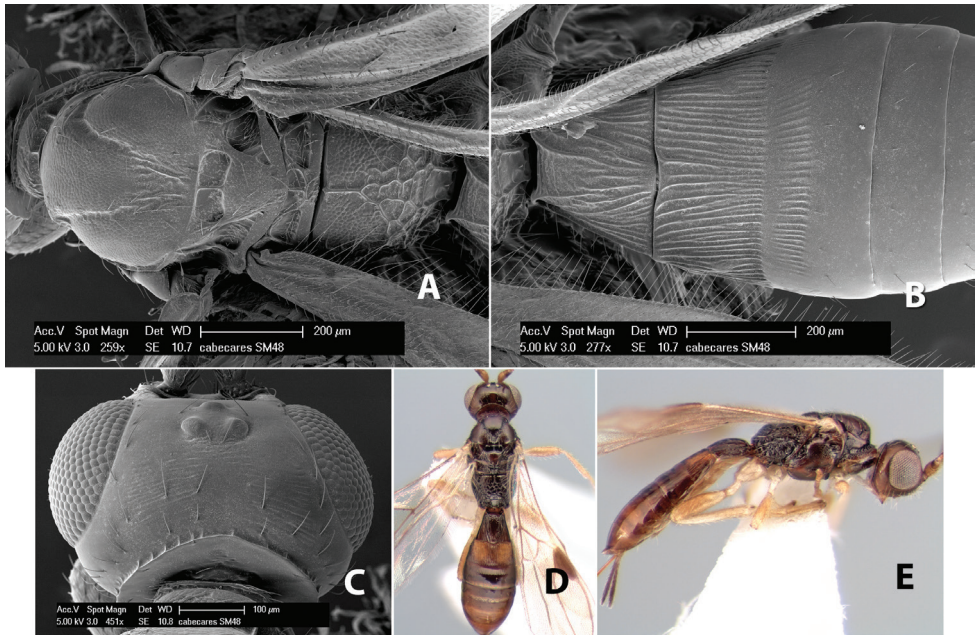 A
Acc.V Spot Magn Det WD 200 µm
5.00 kV 3.0 259x SE 10.7 cabecares SM48
B
Acc.V Spot Magn Det WD 200 µm
5.00 kV 3.0 277x SE 10.7 cabecares SM48
C
Acc.V Spot Magn Det WD 100 µm
5.00 kV 3.0 451x SE 10.8 cabecares SM48
D
E